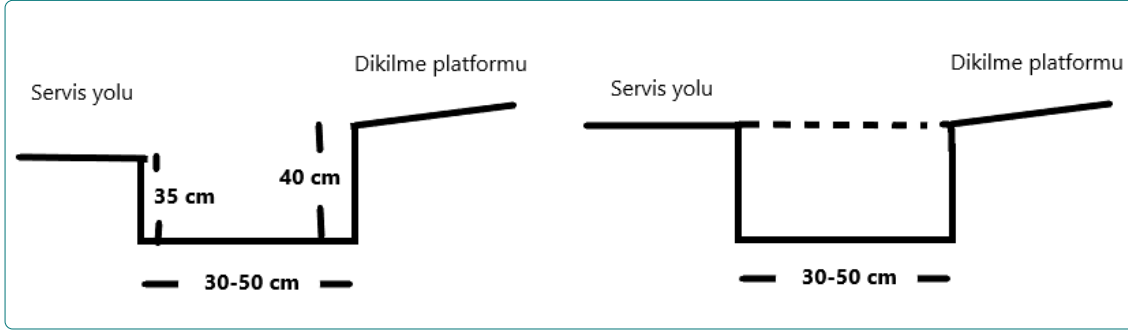 Servis yolu
Dikilme platformu
35 cm
40 cm
30-50 cm
Servis yolu
Dikilme platformu
30-50 cm